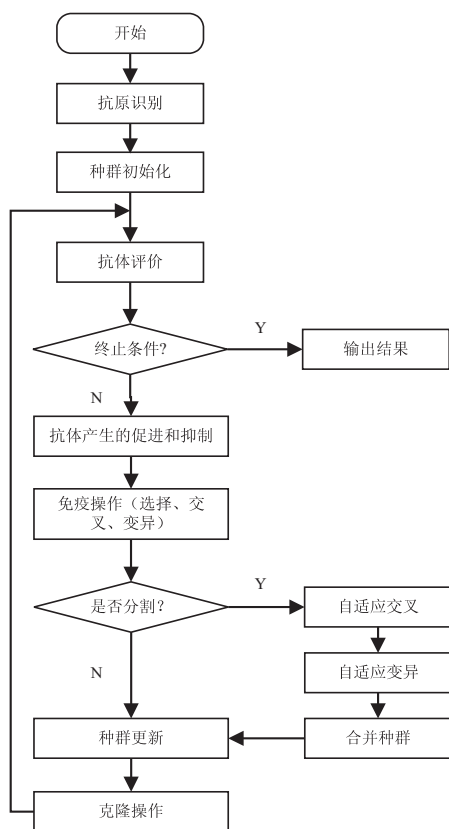 开始
抗原识别
种群初始化
抗体评价
终止条件?
Y
输出结果
N
抗体产生的促进和抑制
免疫操作（选择、交
叉、变异）
是否分割?
Y
自适应交叉
N
自适应变异
种群更新
合并种群
克隆操作